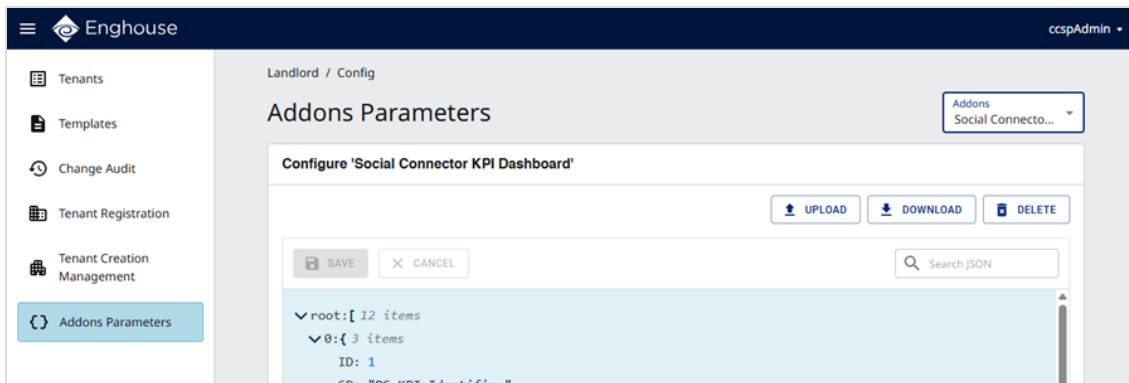 Enghouse
ccspAdmin
Tenants
Templates
Change Audit
Tenant Registration
Tenant Creation
Management
Addons Parameters
Landlord / Config
Addons Parameters
Addons
Social Connecto...
Configure 'Social Connector KPI Dashboard'
UPLOAD
DOWNLOAD
DELETE
SAVE
CANCEL
Search JSON
root:[ 12 items
0:{ 3 items
ID: 1